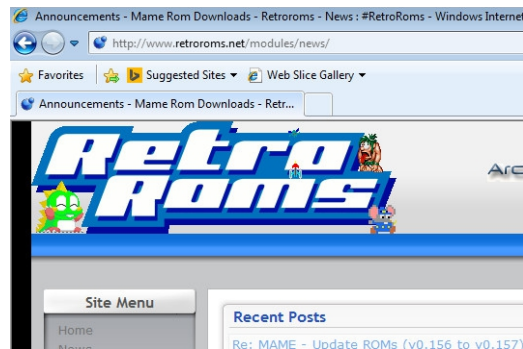 Announcements - Mame Rom Downloads - Retroroms - News : #RetroRoms - Windows Internet
http://www.retroroms.net/modules/news/
Favorites Suggested Sites Web Slice Gallery
Announcements - Mame Rom Downloads - Retr...
Retro
Roms
Arc
Site Menu
Home
News
Recent Posts
Re: MAME - Update ROMs (v0.156 to v0.157)